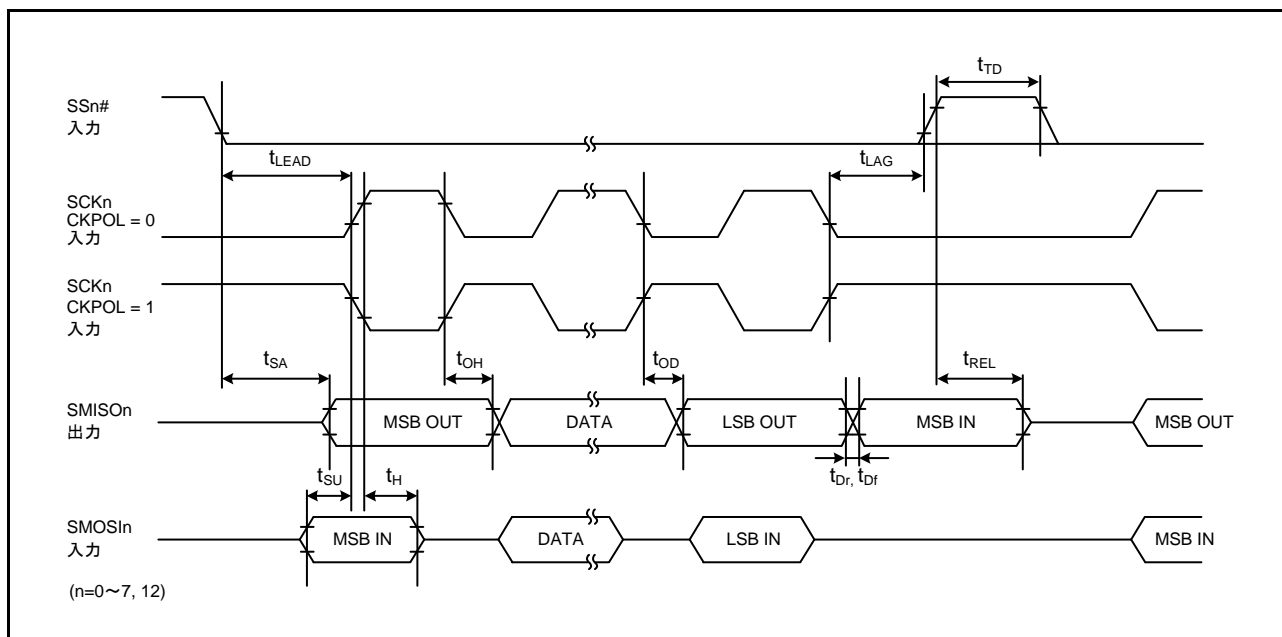 tTD
SSn#
入力
tLEAD
tLAG
SCKn
CKPOL = 0
入力
SCKn
CKPOL = 1
入力
tSA
tOH
tOD
tREL
SMISOn
出力
MSB OUT
DATA
LSB OUT
MSB IN
MSB OUT
tSU
tH
tDr, tDf
SMOSIn
入力
MSB IN
DATA
LSB IN
MSB IN
(n=0～7, 12)